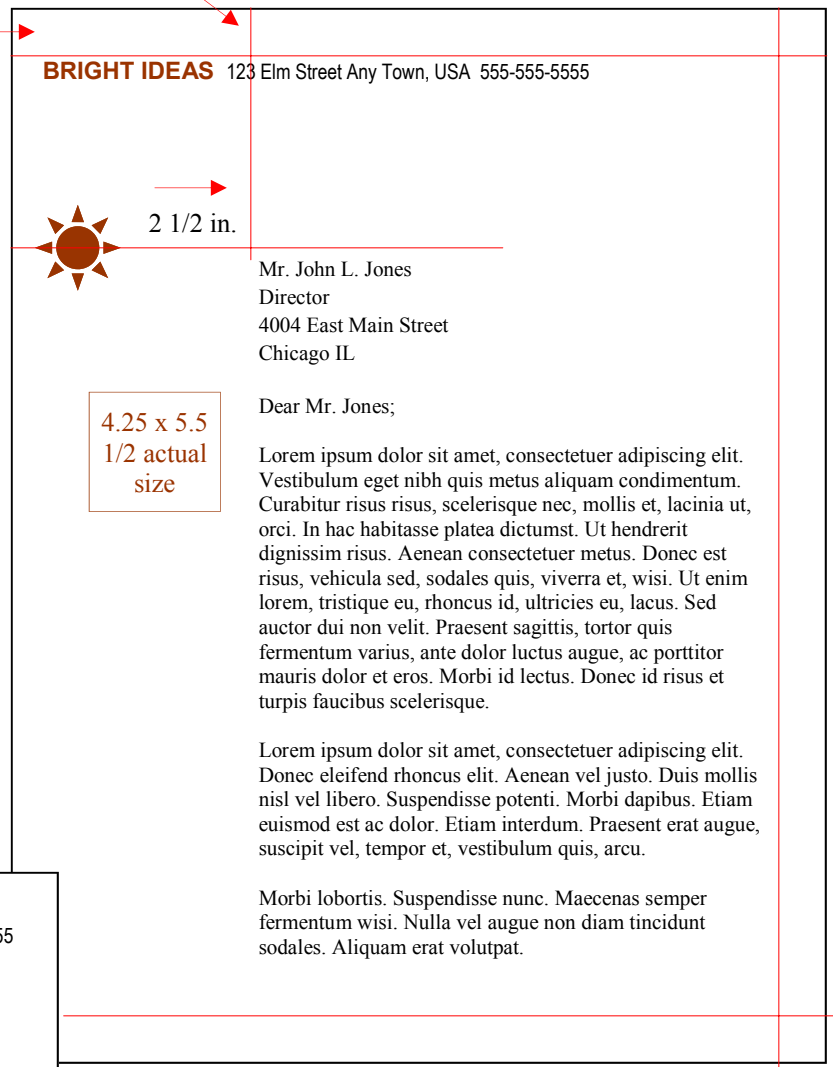 BRIGHT IDEAS 123 Elm Street Any Town, USA 555-555-5555
2 1/2 in.
Mr. John L. Jones
Director
4004 East Main Street
Chicago IL
4.25 x 5.5
1/2 actual
size
Dear Mr. Jones;
Lorem ipsum dolor sit amet, consectetuer adipiscing elit.
Vestibulum eget nibh quis metus aliquam condimentum.
Curabitur risus risus, scelerisque nec, mollis et, lacinia ut,
orci. In hac habitasse platea dictumst. Ut hendrerit
dignissim risus. Aenean consectetuer metus. Donec est
risus, vehicula sed, sodales quis, viverra et, wisi. Ut enim
lorem, tristique eu, rhoncus id, ultricies eu, lacus. Sed
auctor dui non velit. Praesent sagittis, tortor quis
fermentum varius, ante dolor luctus augue, ac porttitor
mauris dolor et eros. Morbi id lectus. Donec id risus et
turpis faucibus scelerisque.
Lorem ipsum dolor sit amet, consectetuer adipiscing elit.
Donec eleifend rhoncus elit. Aenean vel justo. Duis mollis
nisl vel libero. Suspendisse potenti. Morbi dapibus. Etiam
euismod est ac dolor. Etiam interdum. Praesent erat augue,
suscipit vel, tempor et, vestibulum quis, arcu.
Morbi lobortis. Suspendisse nunc. Maecenas semper
fermentum wisi. Nulla vel augue non diam tincidunt
sodales. Aliquam erat volutpat.